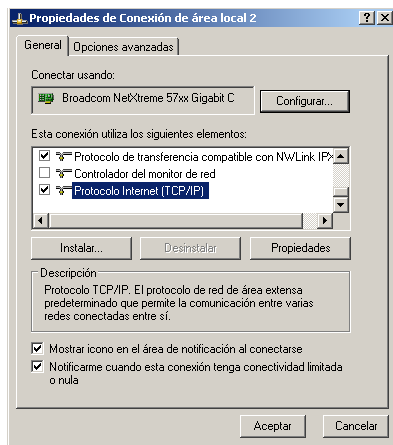 Propiedades de Conexión de área local 2
General
Opciones avanzadas
Conectar usando:
Broadcom NetXtreme 57xx Gigabit C
Configurar...
Esta conexión utiliza los siguientes elementos:
Protocolo de transferencia compatible con NWLink IPX
Controlador del monitor de red
Protocolo Internet (TCP/IP)
Instalar...
Desinstalar
Propiedades
Descripción
Protocolo TCP/IP. El protocolo de red de área extensa
predeterminado que permite la comunicación entre varias
redes conectadas entre sí.
Mostrar icono en el área de notificación al conectarse
Notificarme cuando esta conexión tenga conectividad limitada
o nula
Aceptar
Cancelar